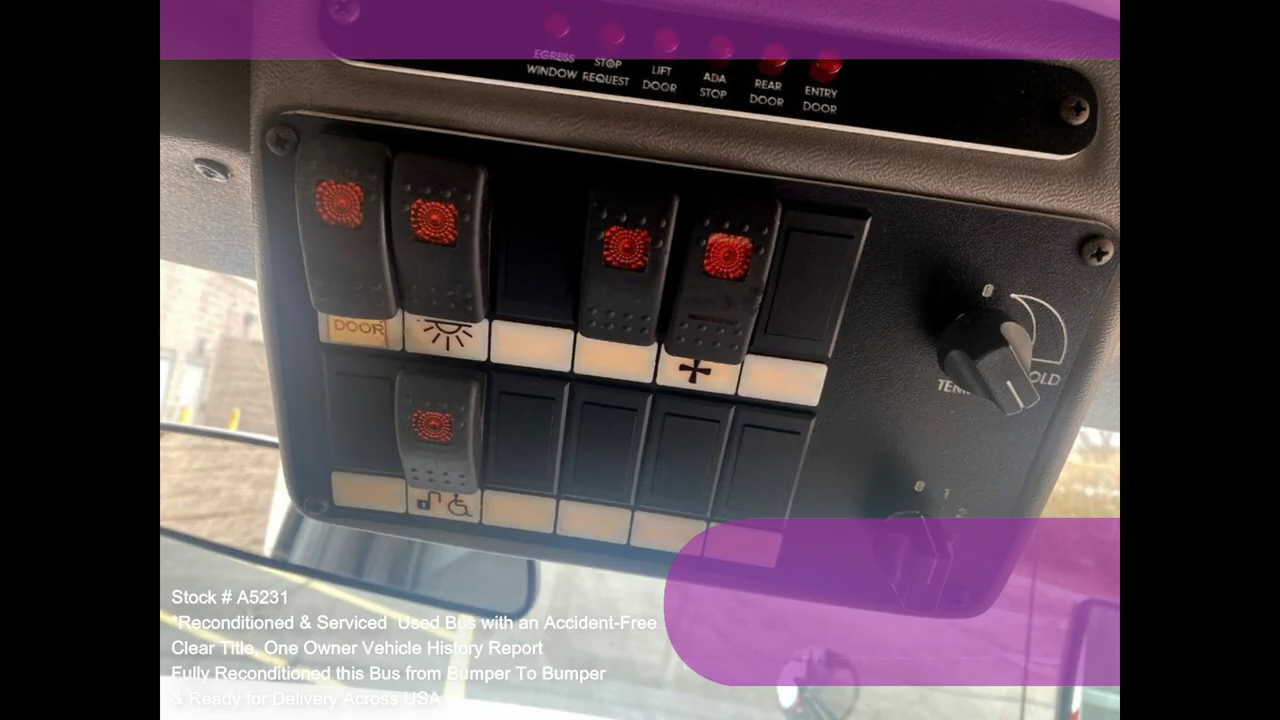 EGRESS WINDOW
STOP REQUEST
LIFT DOOR
ADA STOP
REAR DOOR
ENTRY DOOR
DOOR
0
OLD
0 1
2
Stock # A5231
*Reconditioned & Serviced Used Bus with an Accident-Free
Clear Title, One Owner Vehicle History Report
Fully Reconditioned this Bus from Bumper To Bumper
& Ready for Delivery Across USA